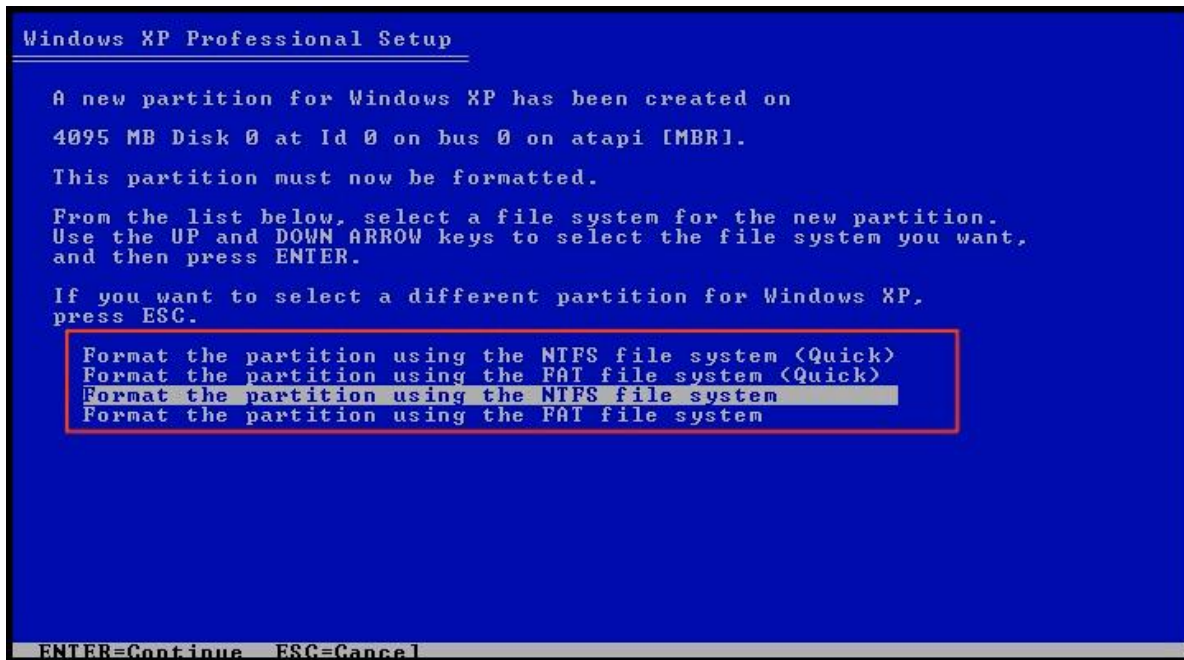 Windows XP Professional Setup
A new partition for Windows XP has been created on
4095 MB Disk 0 at Id 0 on bus 0 on atapi [MBR].
This partition must now be formatted.
From the list below, select a file system for the new partition.
Use the UP and DOWN ARROW keys to select the file system you want,
and then press ENTER.
If you want to select a different partition for Windows XP,
press ESC.
Format the partition using the NTFS file system (Quick)
Format the partition using the FAT file system (Quick)
Format the partition using the NTFS file system
Format the partition using the FAT file system
ENTER=Continue ESC=Cancel